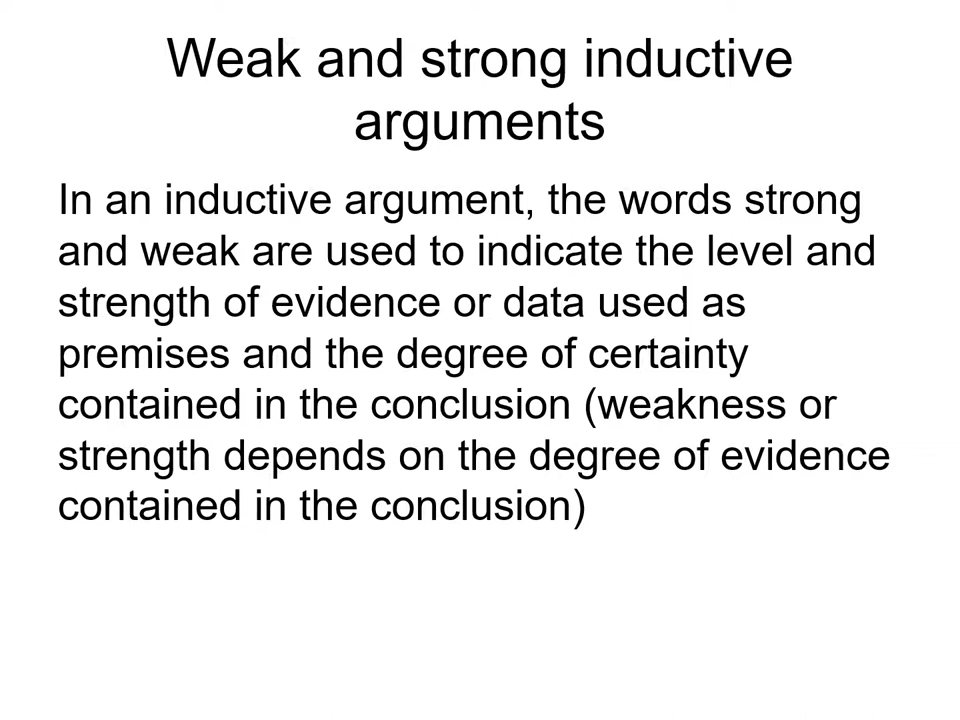 Weak and strong inductive
arguments
In an inductive argument, the words strong
and weak are used to indicate the level and
strength of evidence or data used as
premises and the degree of certainty
contained in the conclusion (weakness or
strength depends on the degree of evidence
contained in the conclusion)